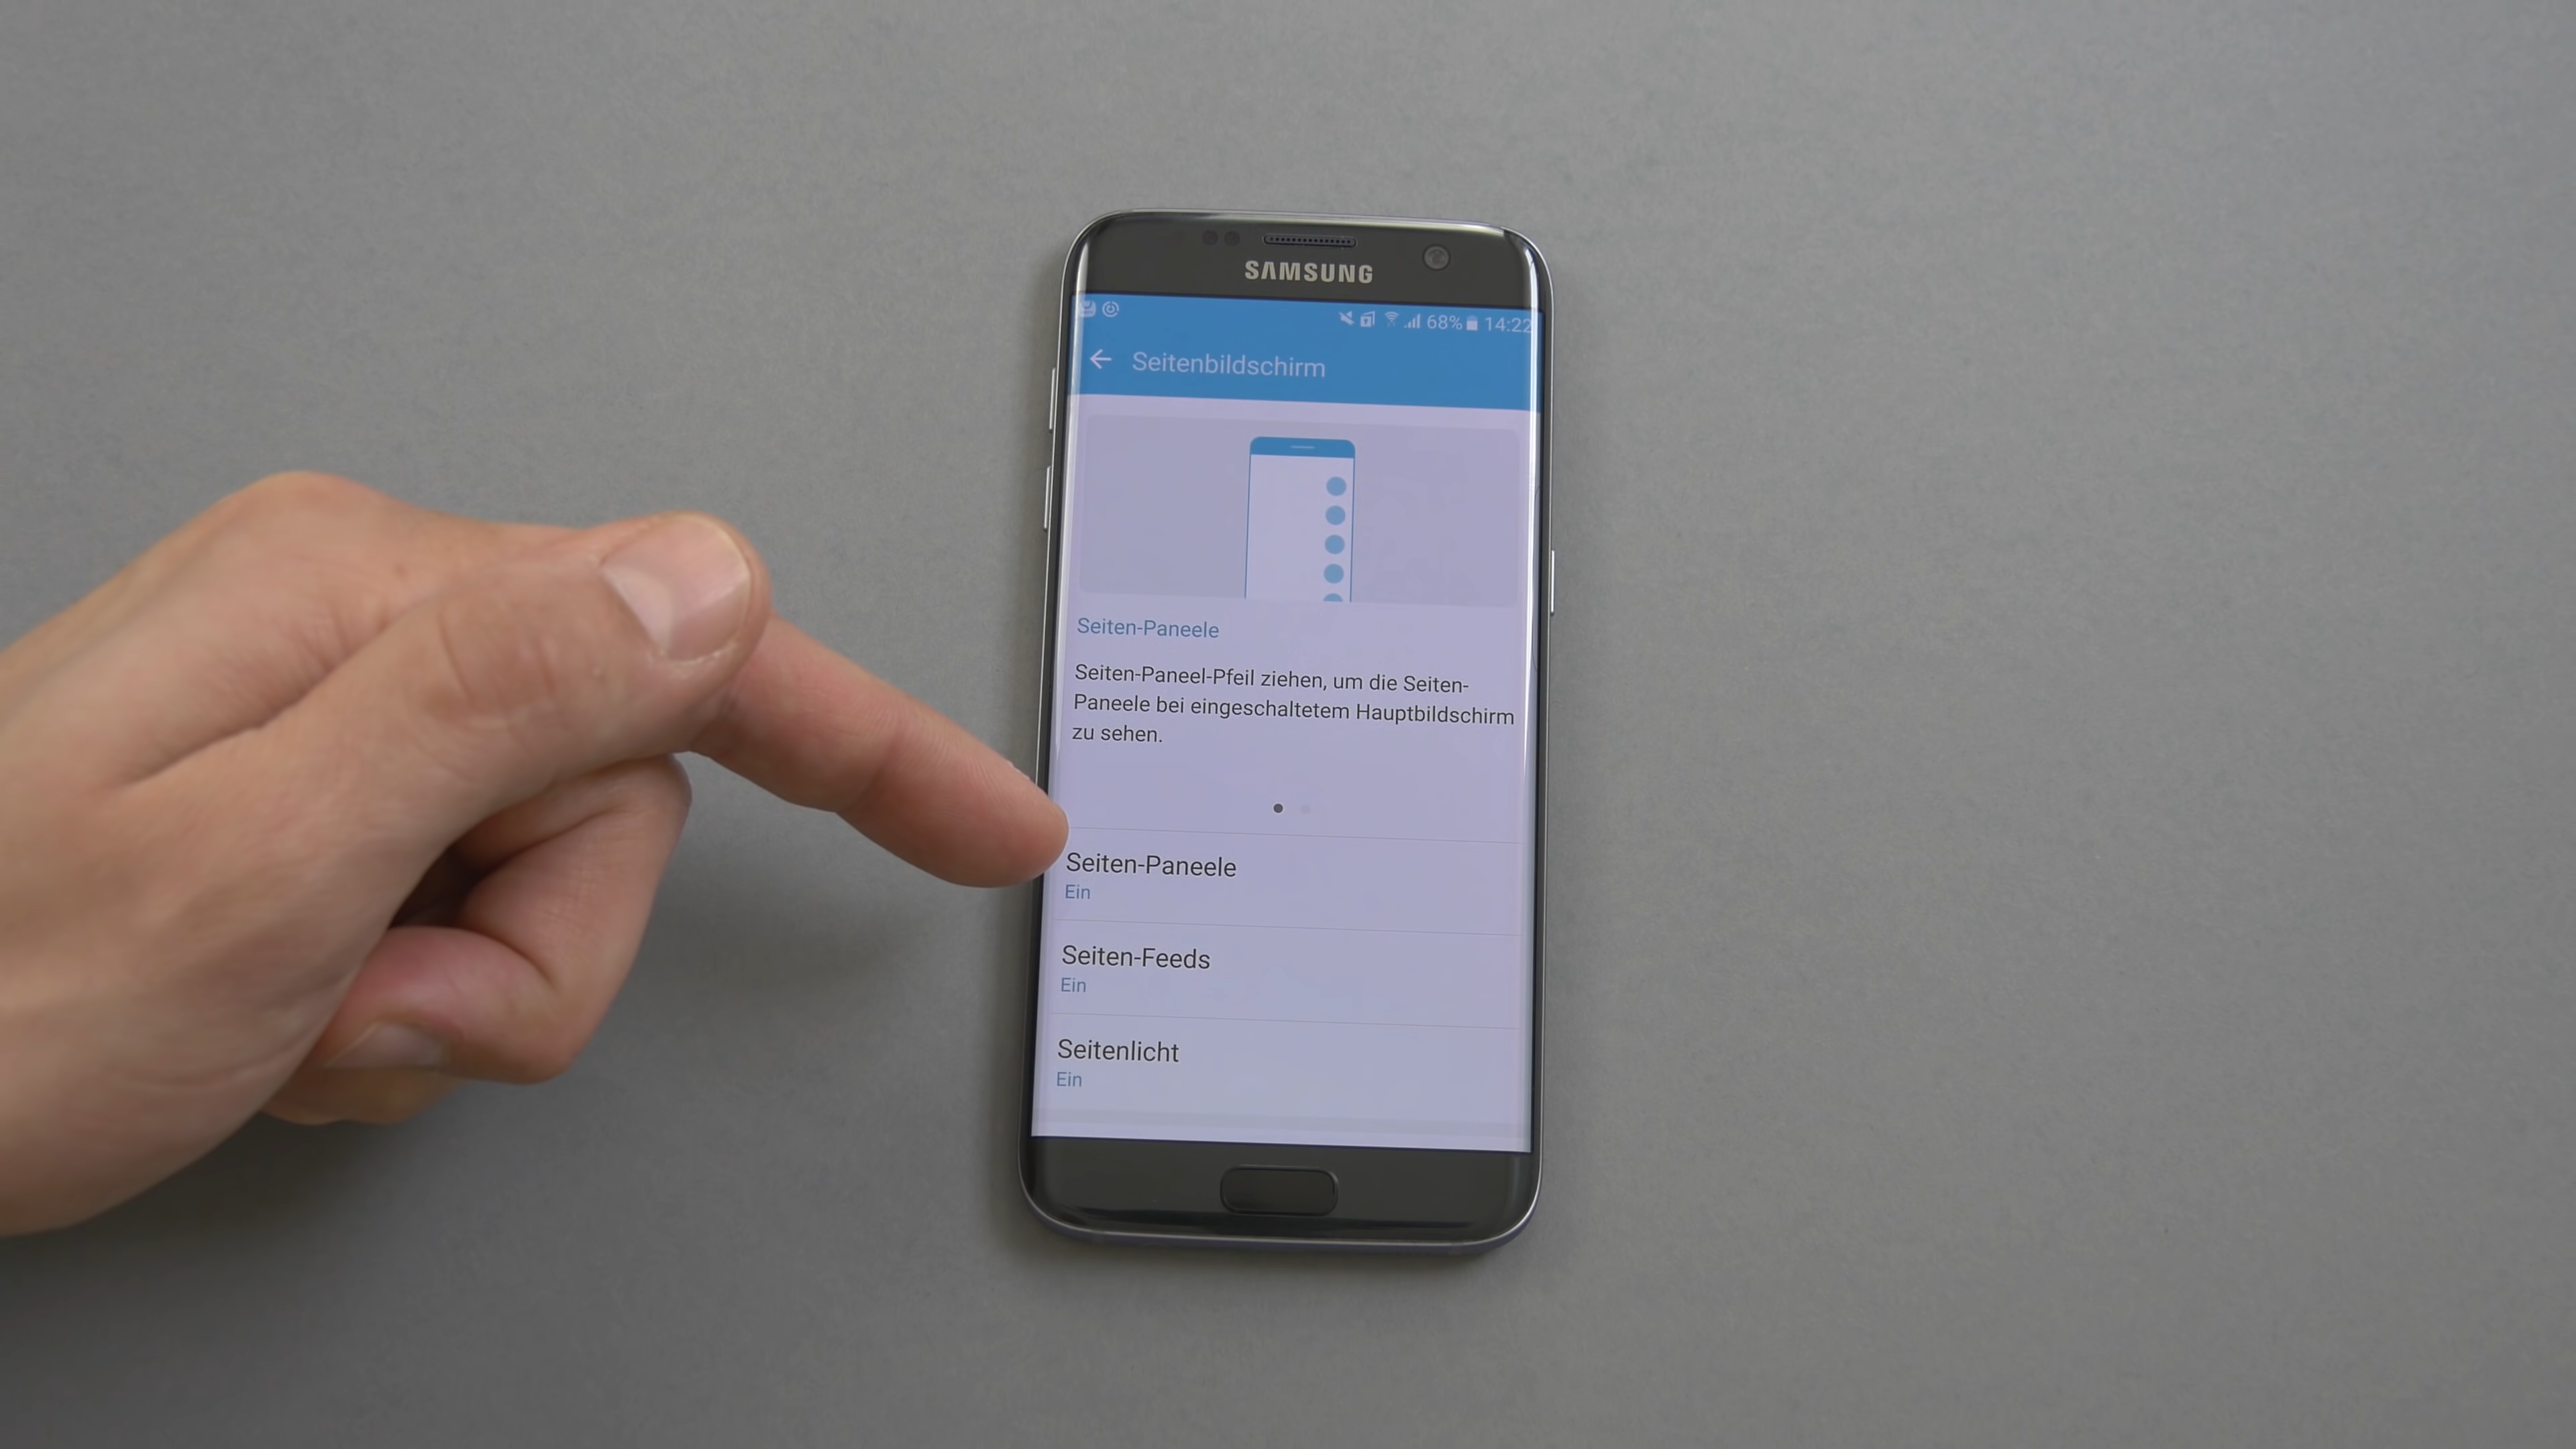 SAMSUNG
68% 14:22
Seitenbildschirm
Seiten-Paneele
Seiten-Paneel-Pfeil ziehen, um die Seiten-
Paneele bei eingeschaltetem Hauptbildschirm
zu sehen.
Seiten-Paneele
Ein
Seiten-Feeds
Ein
Seitenlicht
Ein